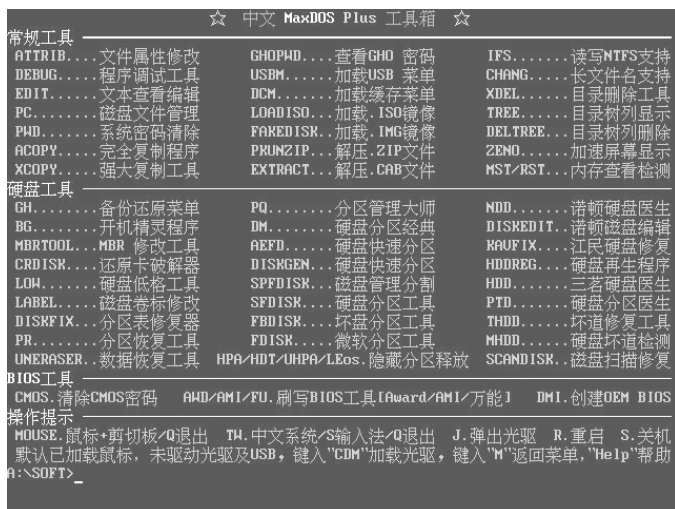 ☆ 中文 MaxDOS Plus 工具箱 ☆
常规工具
ATTRIB....文件属性修改 GHOPWD....查看GHO 密码 IFS.......读写NTFS支持
DEBUG.....程序调试工具 USBM......加载USB 菜单 CHANG.....长文件名支持
EDIT......文本查看编辑 DCM.......加载缓存菜单 XDEL......目录删除工具
PC........磁盘文件管理 LOADISO...加载.ISO镜像 TREE......目录树列显示
PWD.......系统密码清除 FAKEDISK..加载.IMG镜像 DELTREE...目录树列删除
ACOPY.....完全复制程序 PKUNZIP...解压.ZIP文件 ZENO......加速屏幕显示
XCOPY.....强大复制工具 EXTRACT...解压.CAB文件 MST/RST...内存查看检测
硬盘工具
GH........备份还原菜单 PQ........分区管理大师 NDD.......诺顿硬盘医生
BG........开机精灵程序 DM........硬盘分区经典 DISKEDIT..诺顿磁盘编辑
MBRTOOL...MBR 修改工具 AEFD......硬盘快速分区 KAUFIX....江民硬盘修复
CRDISK....还原卡破解器 DISKGEN...硬盘快速分区 HDDREG....硬盘再生程序
LOW.......硬盘低格工具 SPFDISK...磁盘管理分割 HDD.......三茗硬盘医生
LABEL.....磁盘卷标修改 SFDISK....硬盘分区工具 PTD.......硬盘分区医生
DISKFIX...分区表修复器 FBDISK....坏盘分区工具 THDD......坏道修复工具
PR........分区恢复工具 FDISK.....微软分区工具 MHDD......硬盘坏道检测
UNERASER..数据恢复工具 HPA/HDT/UHPA/LEos.隐藏分区释放 SCANDISK..磁盘扫描修复
BIOS工具
CMOS.清除CMOS密码 AWD/AMI/FU.刷写BIOS工具[Award/AMI/万能] DMI.创建OEM BIOS
操作提示
MOUSE.鼠标+剪切板/Q退出 TW.中文系统/S输入法/Q退出 J.弹出光驱 R.重启 S.关机
默认已加载鼠标，未驱动光驱及USB，键入"CDM"加载光驱，键入"M"返回菜单,"Help"帮助
A:\SOFT>_